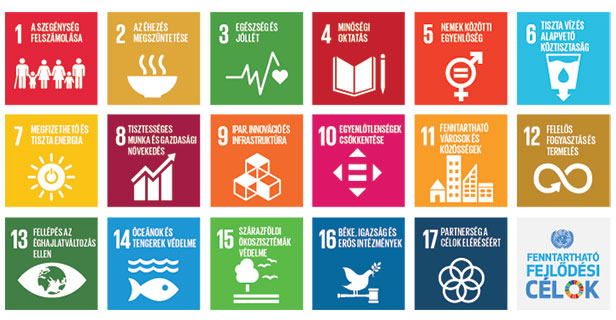 1 A SZEGÉNYSÉG
FELSZÁMOLÁSA
2 AZ ÉHEZÉS
MEGSZÜNTETÉSE
3 EGÉSZSÉG ÉS
JÓLLÉT
4 MINŐSÉGI
OKTATÁS
5 NEMEK KÖZÖTTI
EGYENLŐSÉG
6 TISZTA VÍZ ÉS
ALAPVETŐ
KÖZTISZTASÁG
7 MEGFIZETHETŐ ÉS
TISZTA ENERGIA
8 TISZTESSÉGES
MUNKA ÉS GAZDASÁGI
NÖVEKEDÉS
9 IPAR, INNOVÁCIÓ ÉS
INFRASTRUKTÚRA
10 EGYENLŐTLENSÉGEK
CSÖKKENTÉSE
11 FENNTARTHATÓ
VÁROSOK ÉS
KÖZÖSSÉGEK
12 FELELŐS
FOGYASZTÁS ÉS
TERMELÉS
13 FELLÉPÉS AZ
ÉGHAJLATVÁLTOZÁS
ELLEN
14 ÓCEÁNOK ÉS
TENGEREK VÉDELME
15 SZÁRAZFÖLDI
ÖKOSZISZTÉMÁK
VÉDELME
16 BÉKE, IGAZSÁG ÉS
ERŐS INTÉZMÉNYEK
17 PARTNERSÉG A
CÉLOK ELÉRÉSÉÉRT
FENNTARTHATÓ
FEJLŐDÉSI
CÉLOK